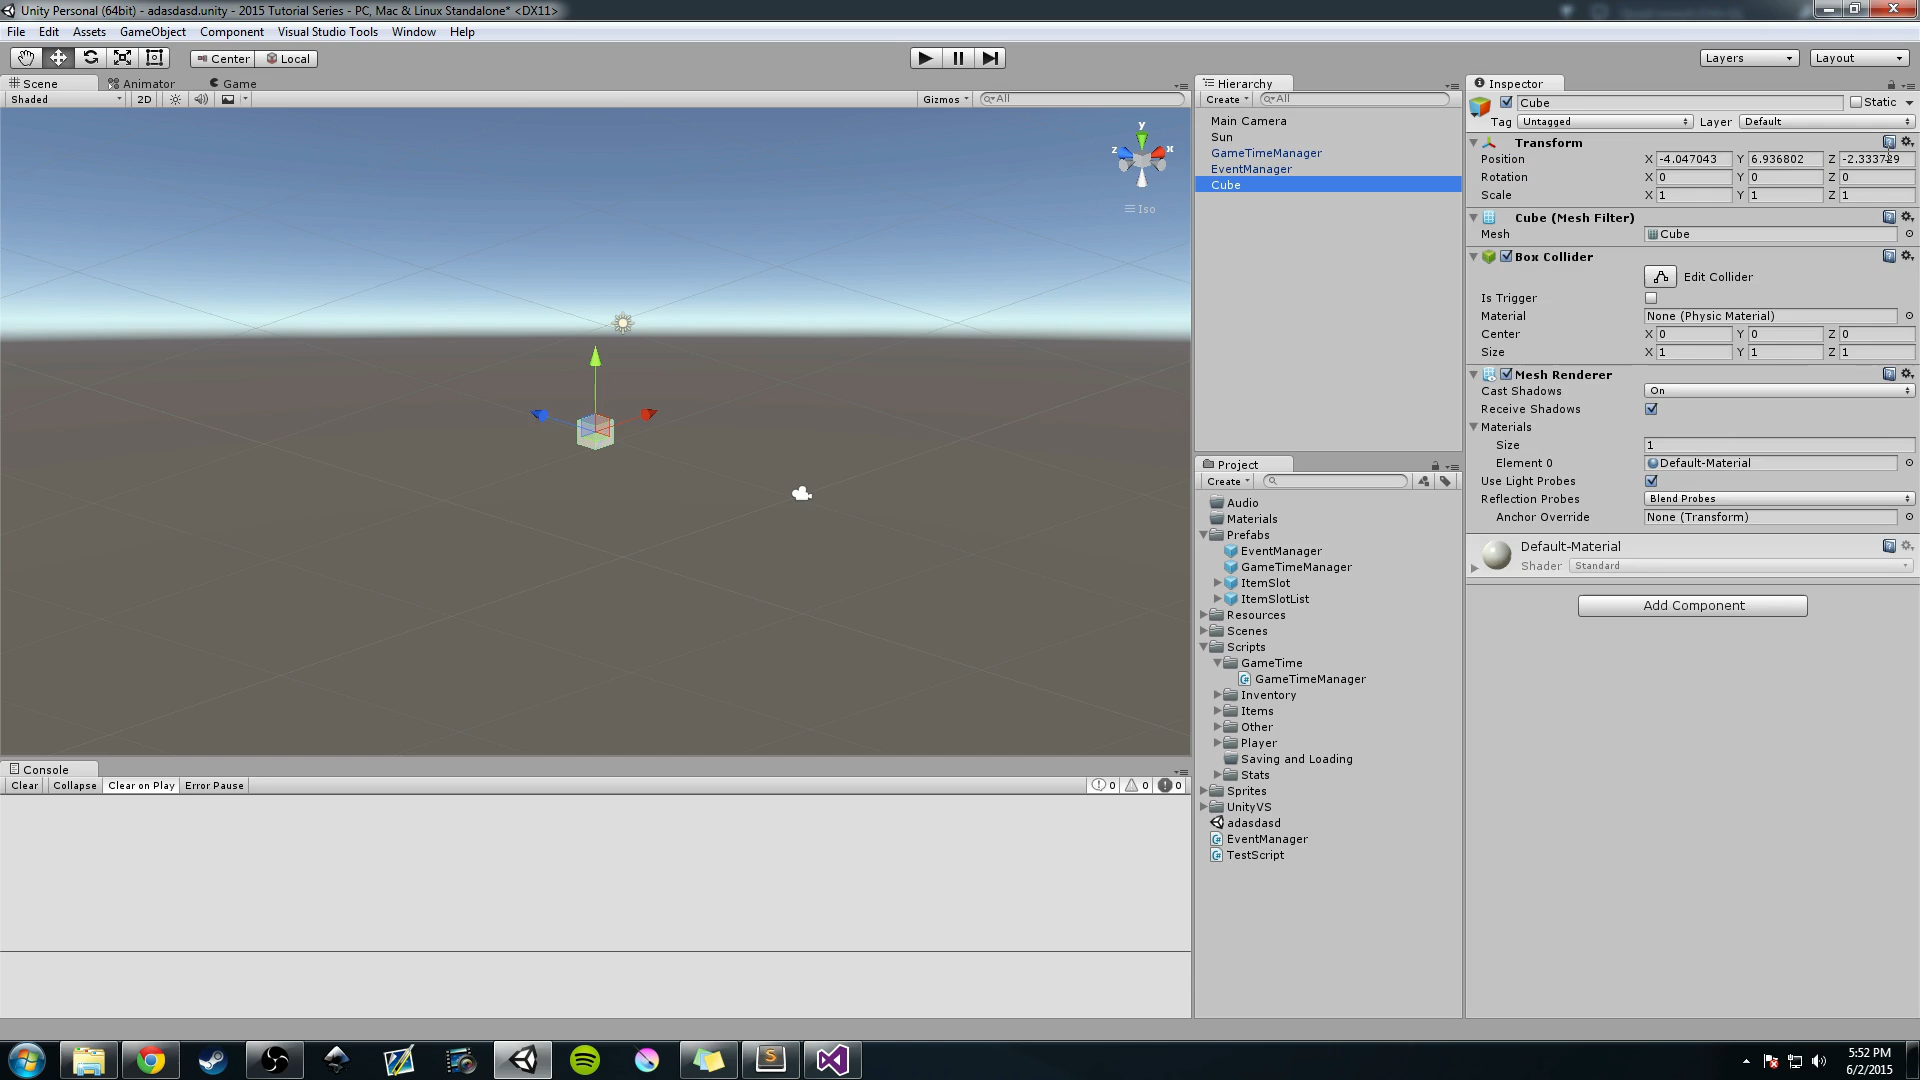 Unity Personal (64bit) - adasdasd.unity - 2015 Tutorial Series - PC, Mac & Linux Standalone* <DX11>
File Edit Assets GameObject Component Visual Studio Tools Window Help
Center Local Layers Layout
Scene Animator Game
Shaded 2D Gizmos All
y
z x
Iso
Hierarchy
Create All
Main Camera
Sun
GameTimeManager
EventManager
Cube
Project
Create
Audio
Materials
Prefabs
EventManager
GameTimeManager
ItemSlot
ItemSlotList
Resources
Scenes
Scripts
GameTime
GameTimeManager
Inventory
Items
Other
Player
Saving and Loading
Stats
Sprites
UnityVS
adasdasd
EventManager
TestScript
Inspector
Cube Static
Tag Untagged Layer Default
Transform
Position X -4.047043 Y 6.936802 Z -2.333729
Rotation X 0 Y 0 Z 0
Scale X 1 Y 1 Z 1
Cube (Mesh Filter)
Mesh Cube
Box Collider
Edit Collider
Is Trigger
Material None (Physic Material)
Center X 0 Y 0 Z 0
Size X 1 Y 1 Z 1
Mesh Renderer
Cast Shadows On
Receive Shadows
Materials
Size 1
Element 0 Default-Material
Use Light Probes
Reflection Probes Blend Probes
Anchor Override None (Transform)
Default-Material
Shader Standard
Add Component
Console
Clear Collapse Clear on Play Error Pause 0 0 0
5:52 PM
6/2/2015